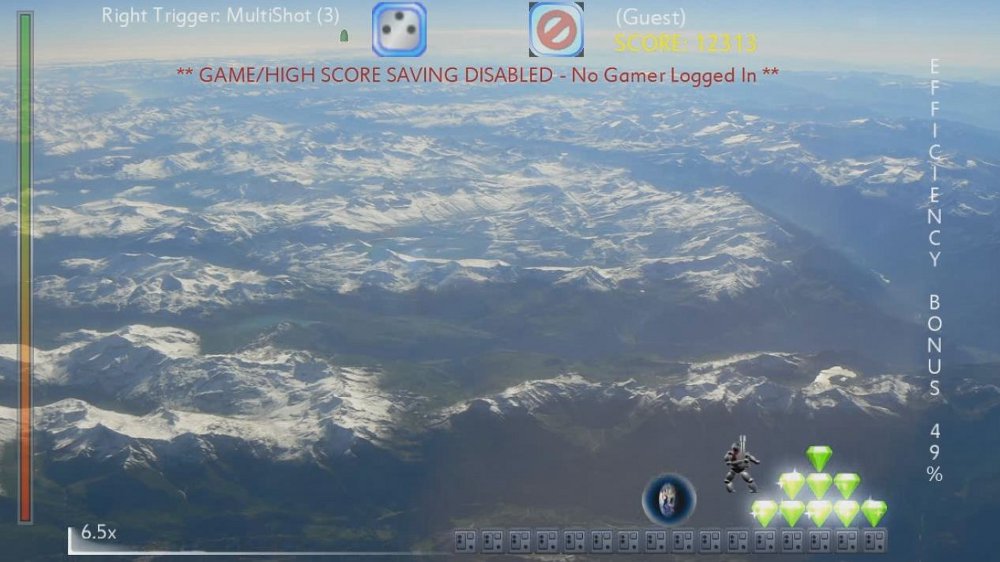 Right Trigger: MultiShot (3)
(Guest)
SCORE: 12313
** GAME/HIGH SCORE SAVING DISABLED - No Gamer Logged In **
EFFICIENCY BONUS 49%
6.5x